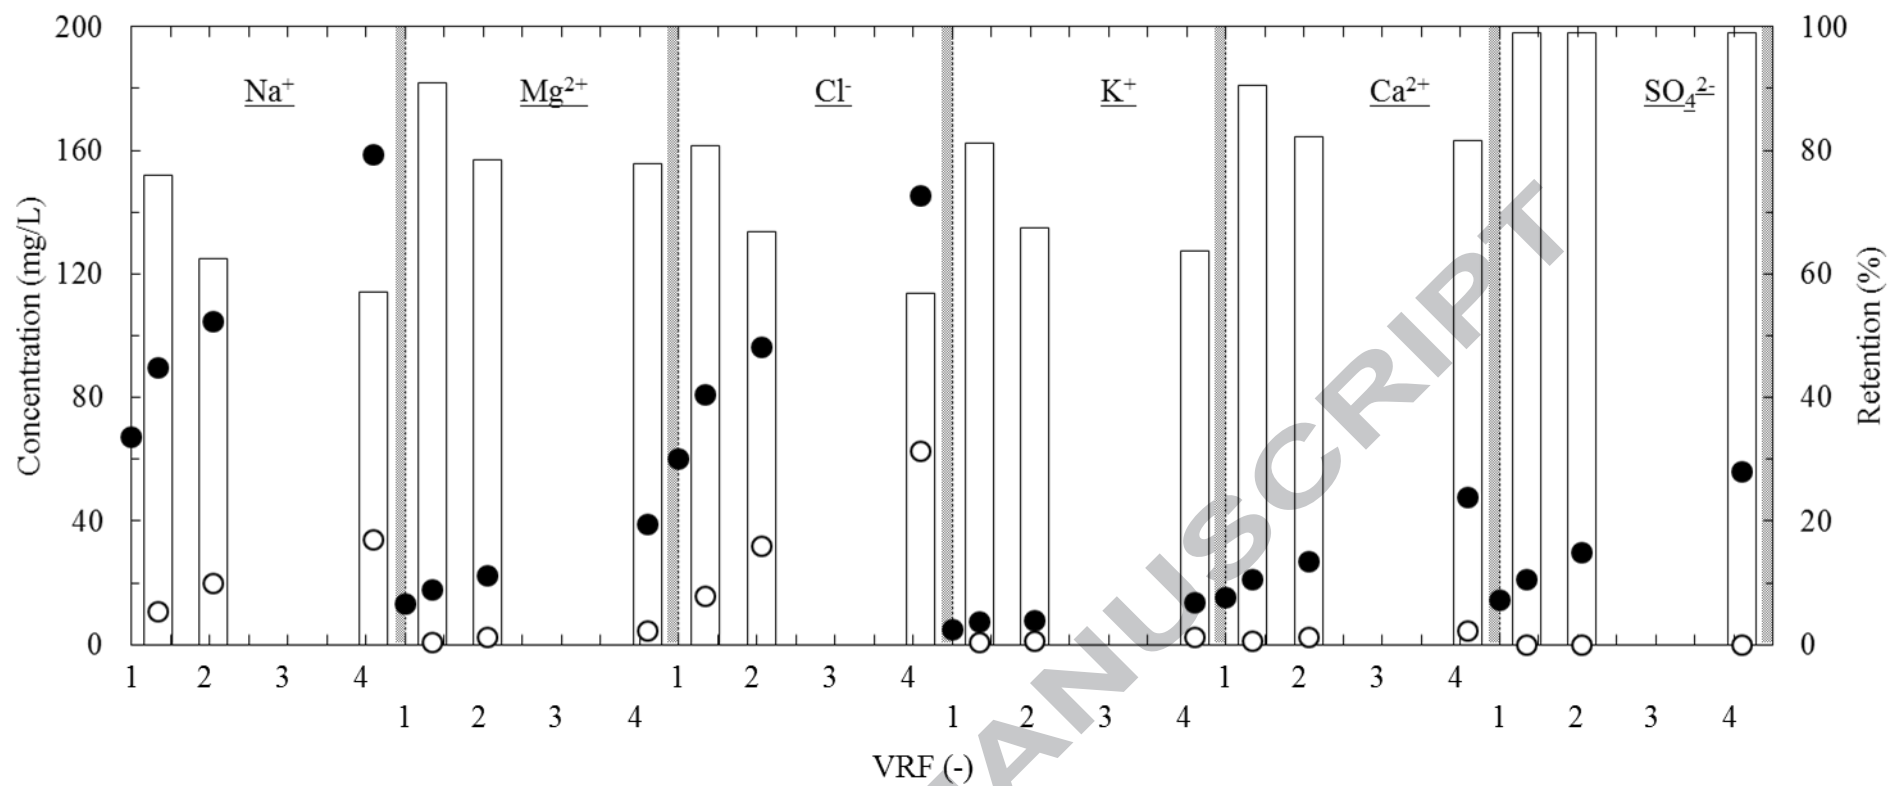 200 100
Na⁺ Mg²⁺ Cl⁻ K⁺ Ca²⁺ SO₄²⁻
160 80
120 60
80 40
40 20
0 0
Concentration (mg/L)
Retention (%)
1 2 3 4 1 2 3 4 1 2 3 4
1 2 3 4 1 2 3 4 1 2 3 4
VRF (-)
ANUSCRIPT